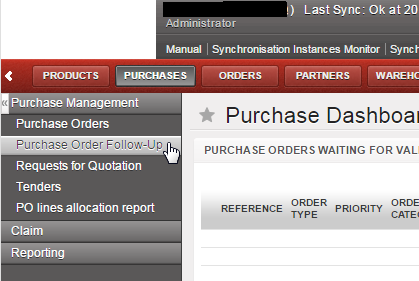 ) Last Sync: Ok at 20
Administrator
Manual | Synchronisation Instances Monitor | Synch
PRODUCTS PURCHASES ORDERS PARTNERS WAREHO
« Purchase Management
Purchase Orders
Purchase Order Follow-Up
Requests for Quotation
Tenders
PO lines allocation report
Claim
Reporting
Purchase Dashboar
PURCHASE ORDERS WAITING FOR VAL
REFERENCE ORDER TYPE PRIORITY ORDE CATEG